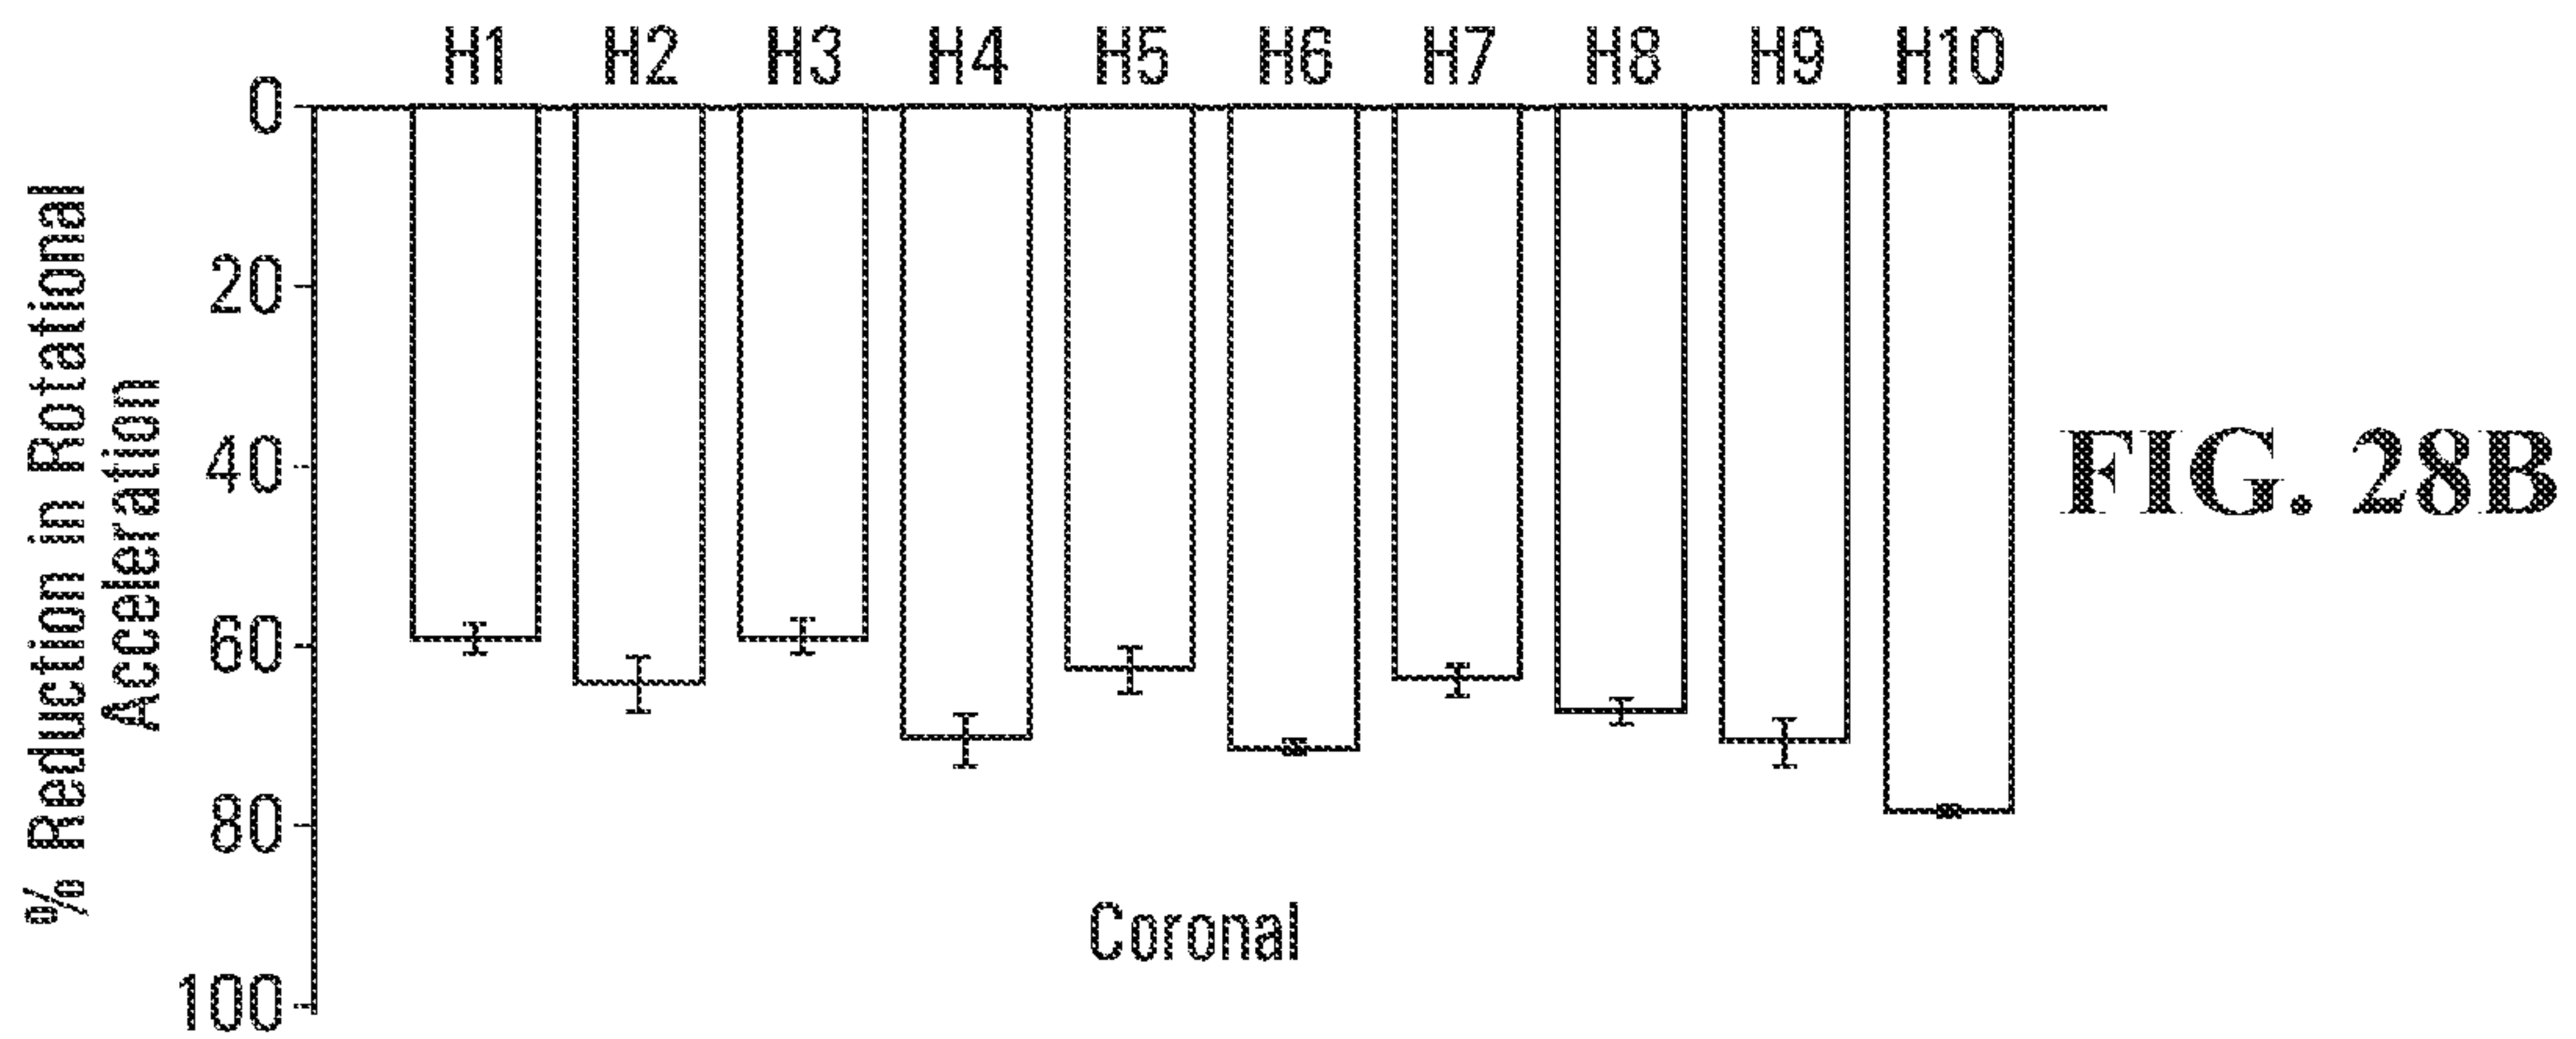 H1 H2 H3 H4 H5 H6 H7 H8 H9 H10
0
20
40
60
80
100
% Reduction in Rotational
Acceleration
Coronal
FIG. 28B